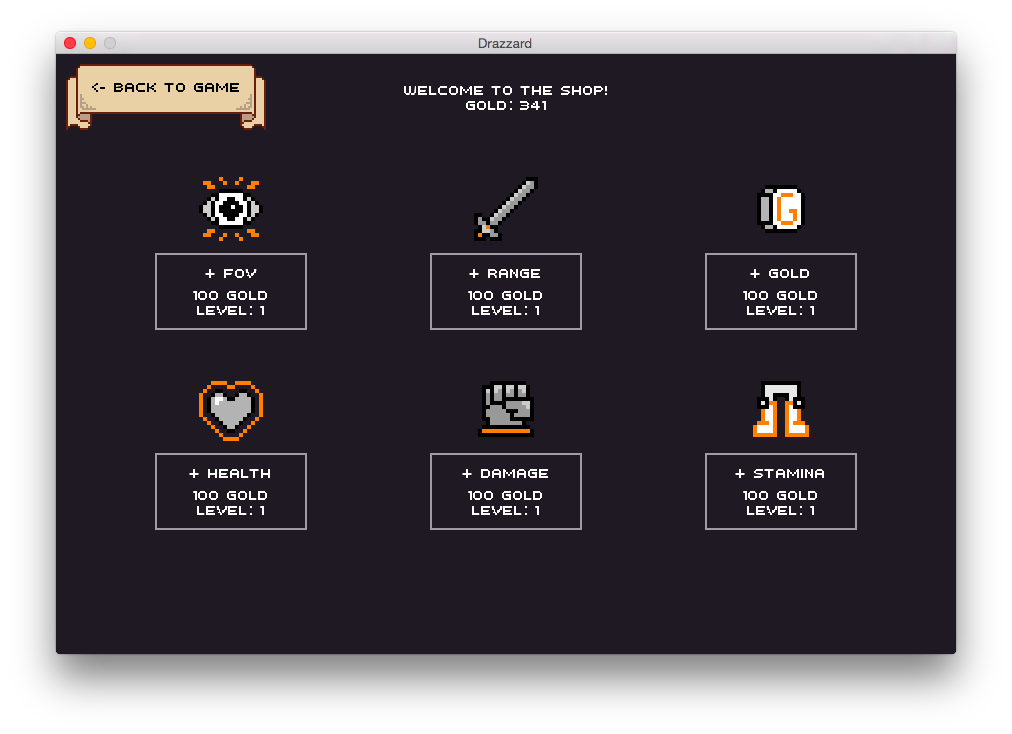 Drazzard
<- BACK TO GAME
WELCOME TO THE SHOP!
GOLD: 341
G
+ FOV
100 GOLD
LEVEL: 1
+ RANGE
100 GOLD
LEVEL: 1
+ GOLD
100 GOLD
LEVEL: 1
+ HEALTH
100 GOLD
LEVEL: 1
+ DAMAGE
100 GOLD
LEVEL: 1
+ STAMINA
100 GOLD
LEVEL: 1